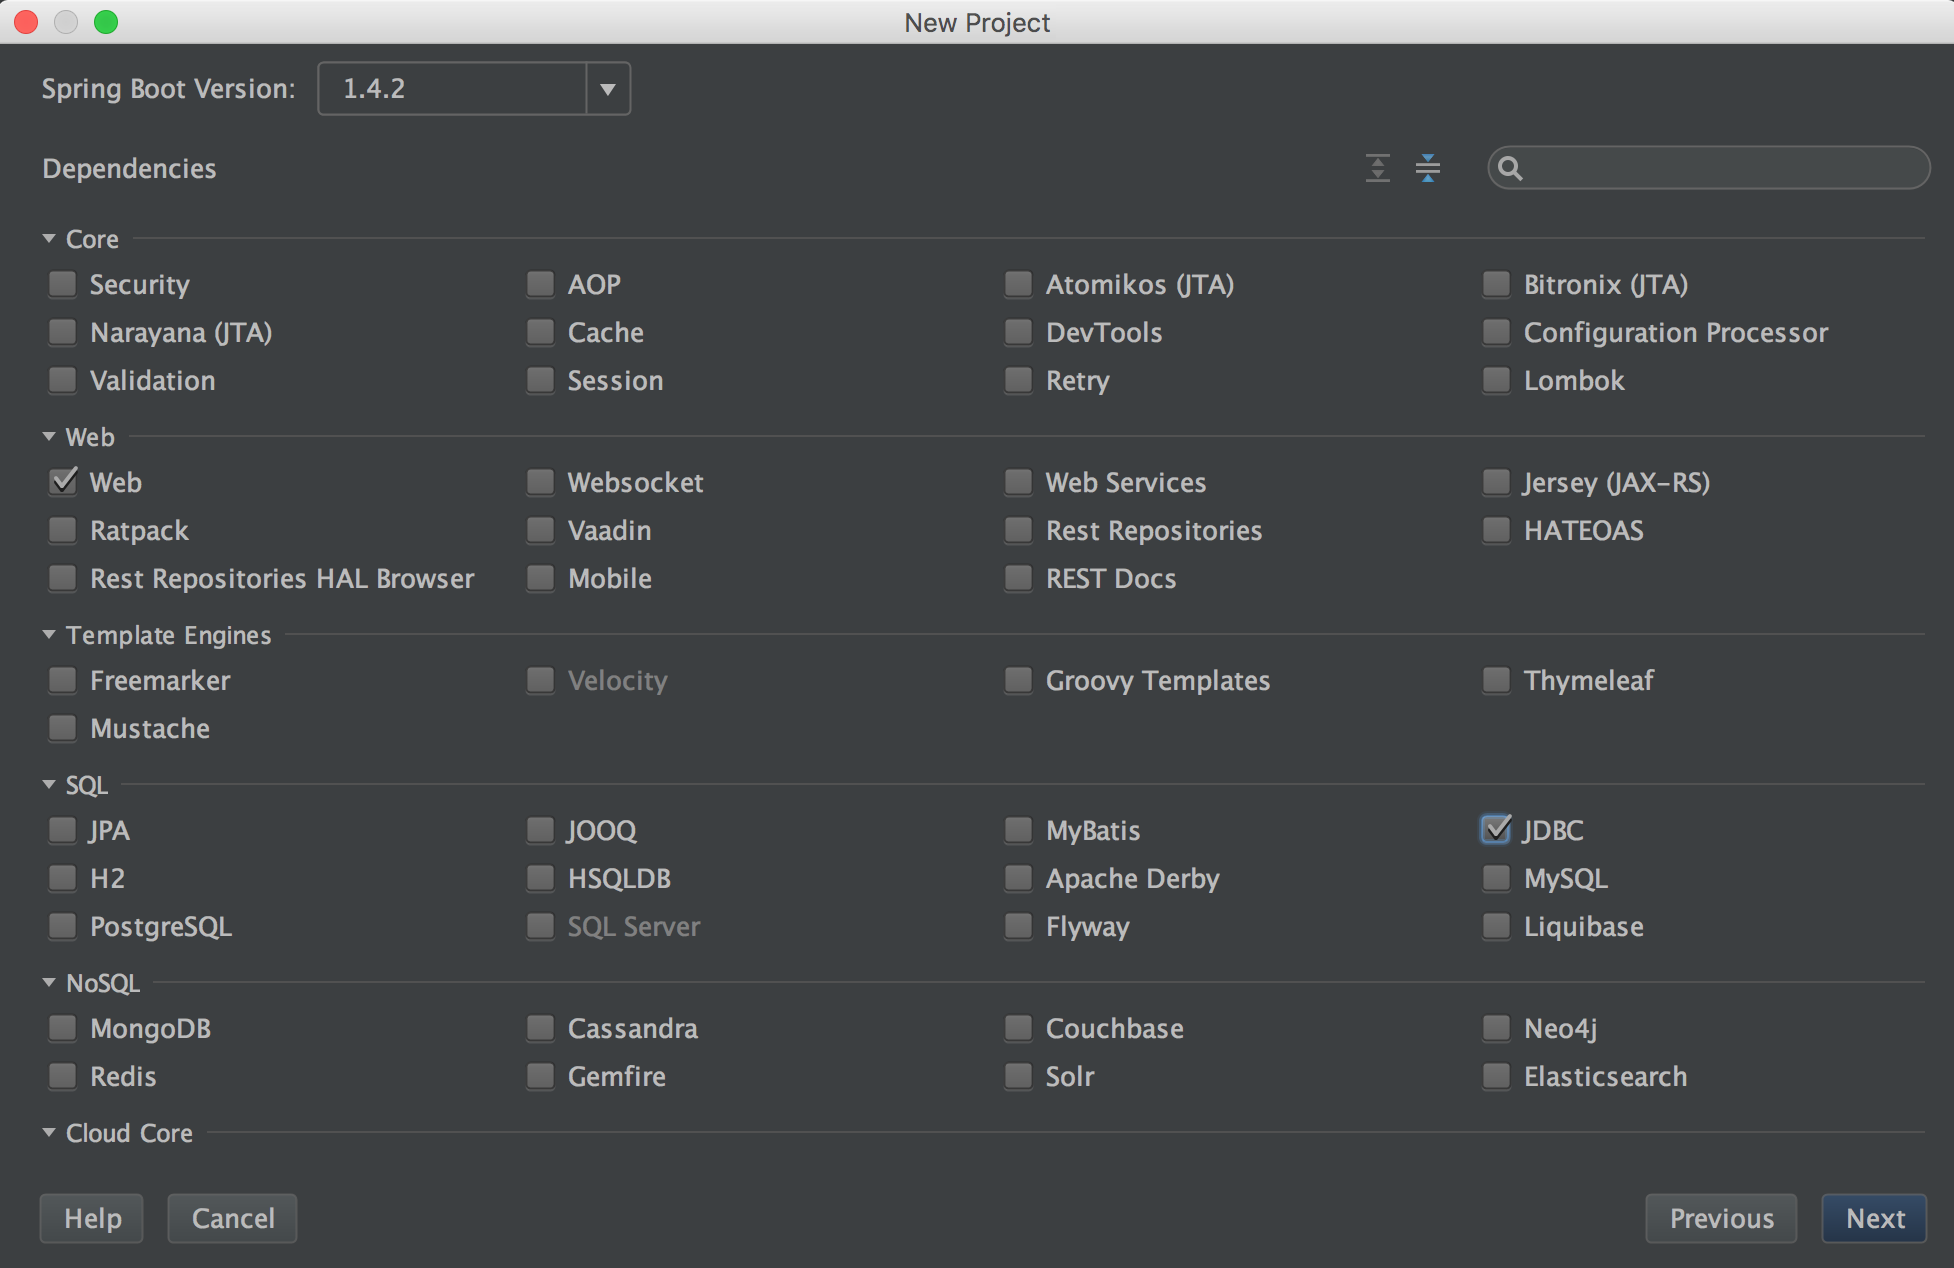 New Project
Spring Boot Version: 1.4.2
Dependencies
Core
Security AOP Atomikos (JTA) Bitronix (JTA)
Narayana (JTA) Cache DevTools Configuration Processor
Validation Session Retry Lombok
Web
Web Websocket Web Services Jersey (JAX-RS)
Ratpack Vaadin Rest Repositories HATEOAS
Rest Repositories HAL Browser Mobile REST Docs
Template Engines
Freemarker Velocity Groovy Templates Thymeleaf
Mustache
SQL
JPA JOOQ MyBatis JDBC
H2 HSQLDB Apache Derby MySQL
PostgreSQL SQL Server Flyway Liquibase
NoSQL
MongoDB Cassandra Couchbase Neo4j
Redis Gemfire Solr Elasticsearch
Cloud Core
Help Cancel Previous Next